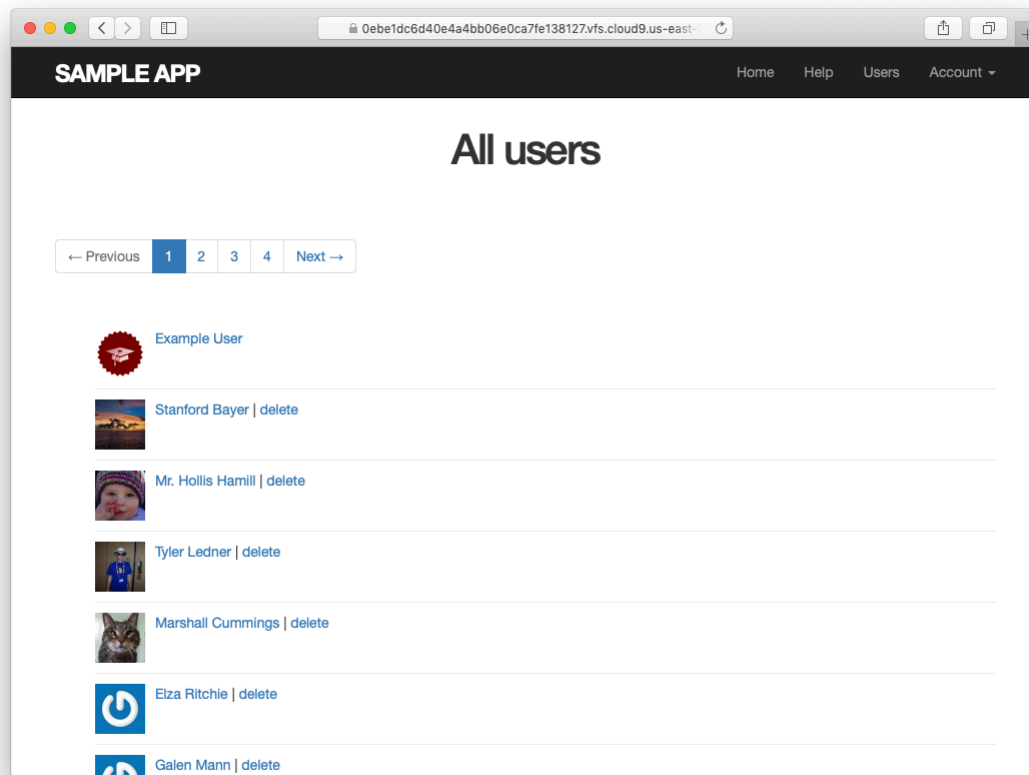 0ebe1dc6d40e4a4bb06e0ca7fe138127.vfs.cloud9.us-east-
SAMPLE APP Home Help Users Account
All users
← Previous 1 2 3 4 Next →
Example User
Stanford Bayer | delete
Mr. Hollis Hamill | delete
Tyler Ledner | delete
Marshall Cummings | delete
Elza Ritchie | delete
Galen Mann | delete